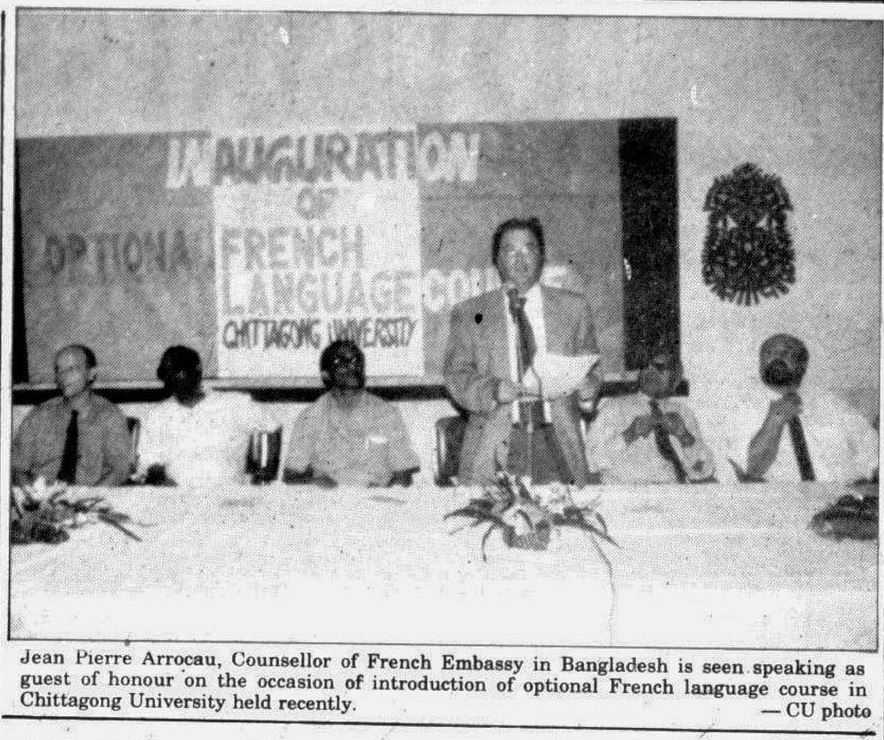 INAUGURATION
OF
OPTIONAL FRENCH
LANGUAGE
CHITTAGONG UNIVERSITY
Jean Pierre Arrocau, Counsellor of French Embassy in Bangladesh is seen speaking as
guest of honour on the occasion of introduction of optional French language course in
Chittagong University held recently. — CU photo